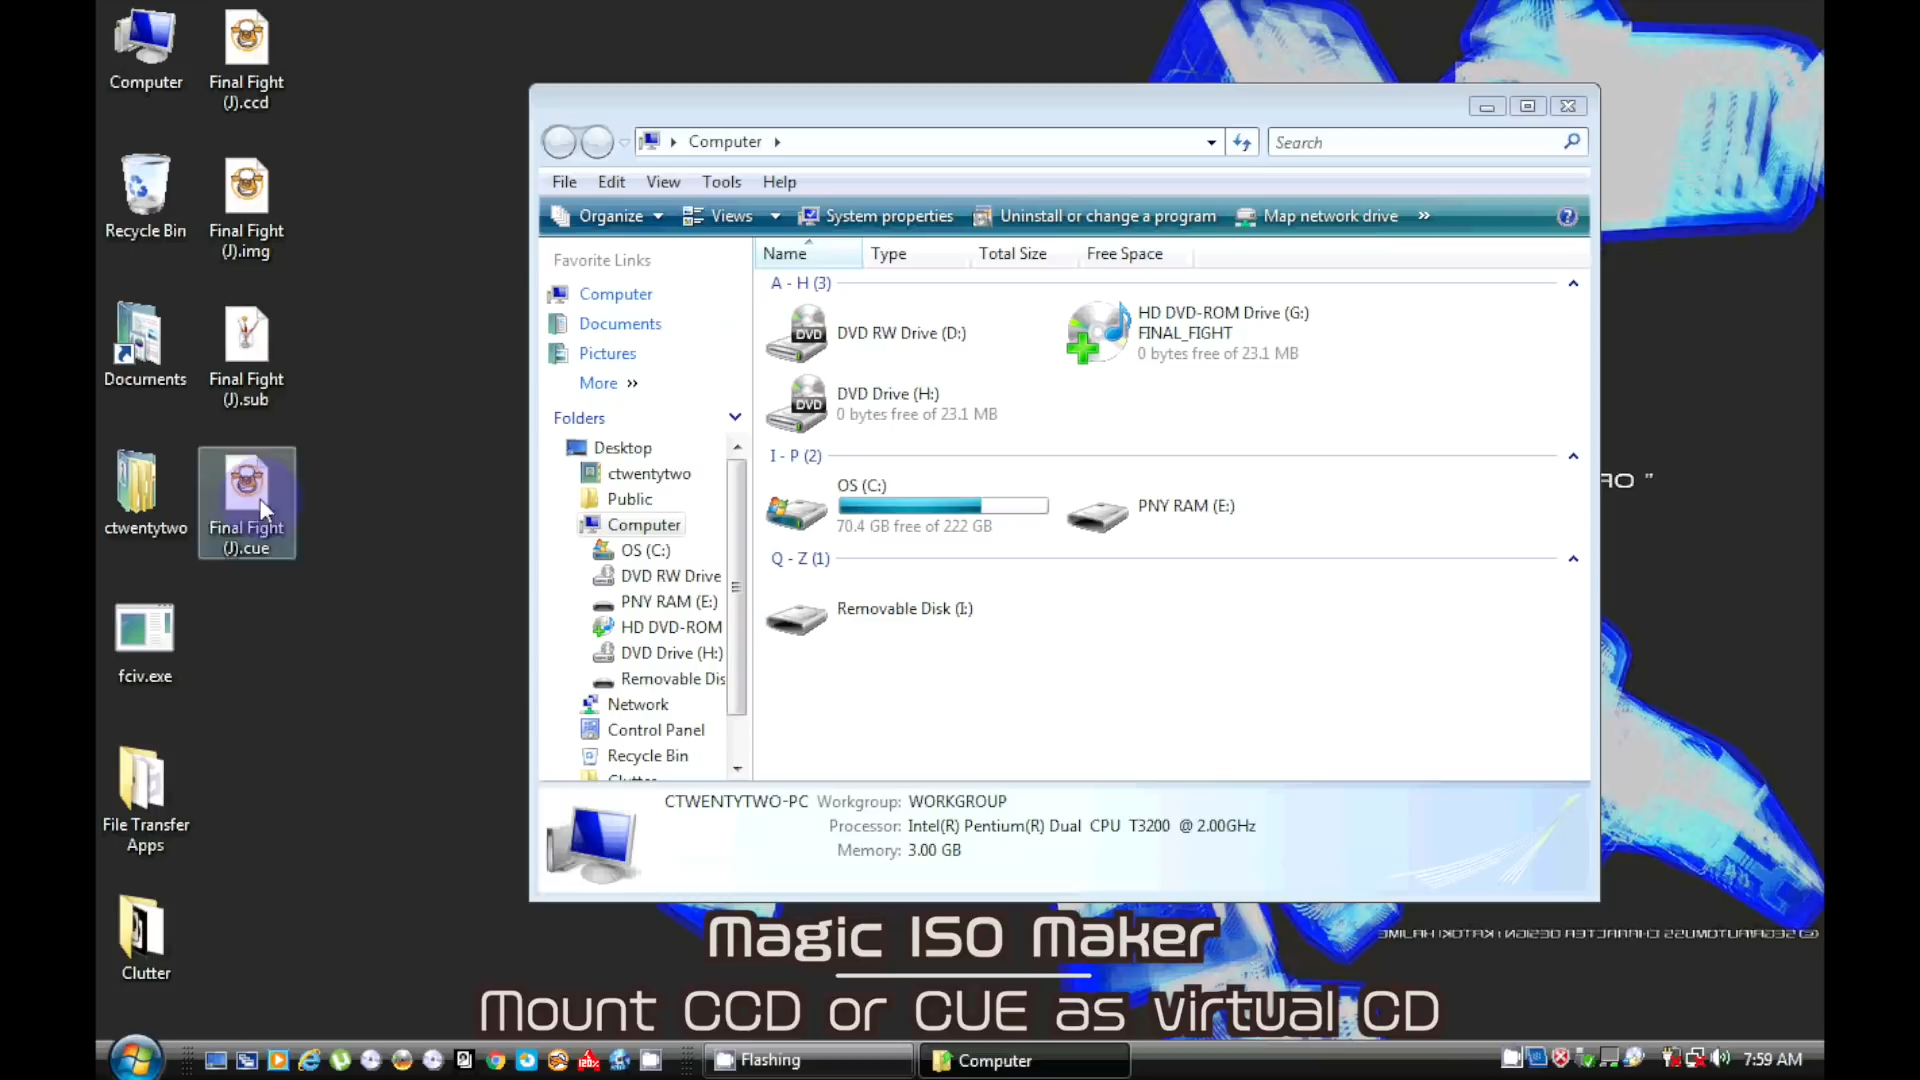 Computer
Final Fight
(J).ccd
Recycle Bin
Final Fight
(J).img
Documents
Final Fight
(J).sub
ctwentytwo
Final Fight
(J).cue
fciv.exe
File Transfer
Apps
Clutter
Computer
Search
File Edit View Tools Help
Organize Views System properties Uninstall or change a program Map network drive »
Favorite Links
Computer
Documents
Pictures
More »
Folders
Desktop
ctwentytwo
Public
Computer
OS (C:)
DVD RW Drive
PNY RAM (E:)
HD DVD-ROM
DVD Drive (H:)
Removable Dis
Network
Control Panel
Recycle Bin
Clutter
Name Type Total Size Free Space
A - H (3)
DVD
DVD RW Drive (D:)
HD DVD-ROM Drive (G:)
FINAL_FIGHT
0 bytes free of 23.1 MB
DVD
DVD Drive (H:)
0 bytes free of 23.1 MB
I - P (2)
OS (C:)
70.4 GB free of 222 GB
PNY RAM (E:)
Q - Z (1)
Removable Disk (I:)
CTWENTYTWO-PC Workgroup: WORKGROUP
Processor: Intel(R) Pentium(R) Dual CPU T3200 @ 2.00GHz
Memory: 3.00 GB
Magic ISO Maker
Mount CCD or CUE as Virtual CD
Flashing
Computer
7:59 AM